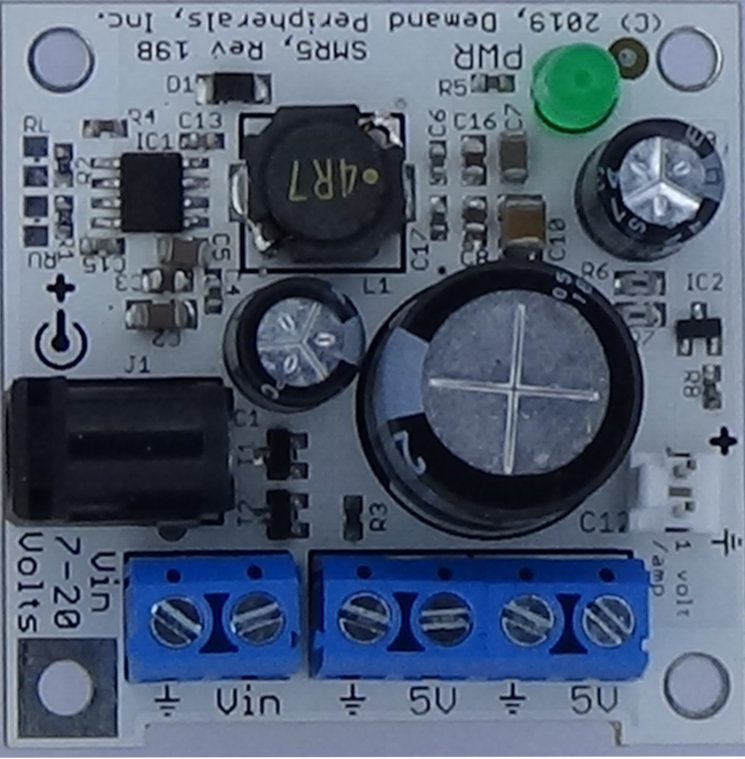 (C) 2019, Demand Peripherals, Inc.
SMR5, Rev 19B
PWR
D1
R5
RL
R4
C13
C6
C16
C7
IC1
R2
4R7
R1
RU
C15
C5
C17
C8
C10
C3
C4
L1
R6
IC2
C2
J1
R8
+
+
C1
T1
T2
R3
C12
1 volt
/amp
Vin
7-20
Volts
Vin
5V
5V